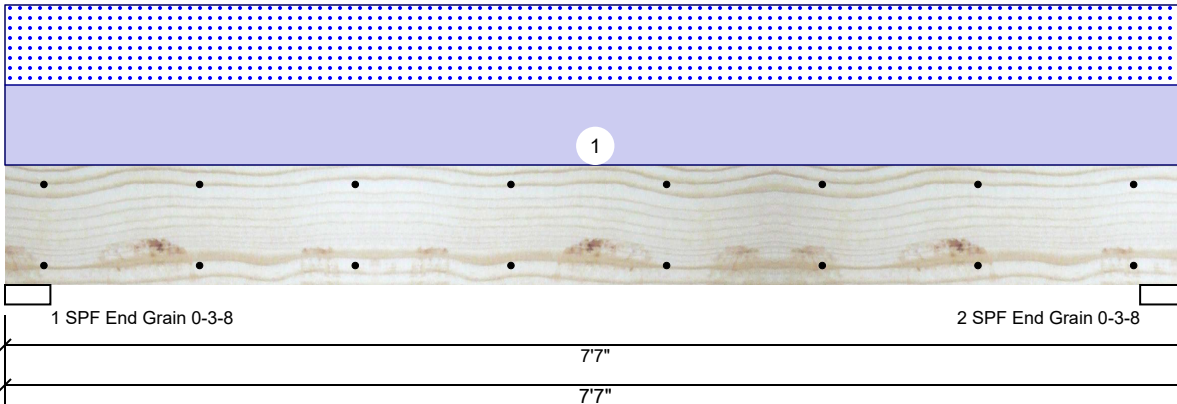 1
1 SPF End Grain 0-3-8
2 SPF End Grain 0-3-8
7'7"
7'7"